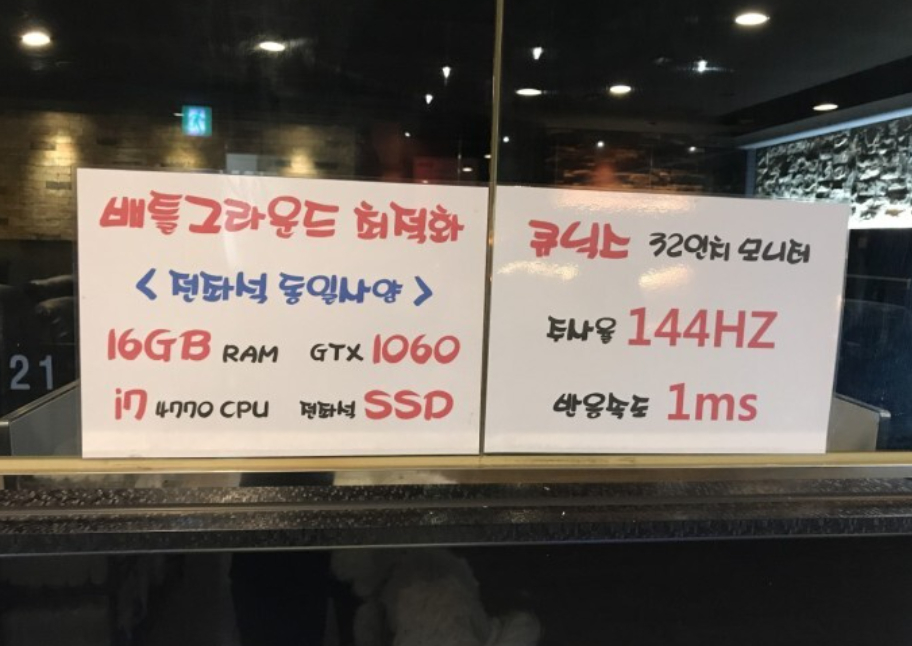 배틀그라운드 최적화
< 전좌석 동일사양 >
16GB RAM GTX 1060
i7 4770 CPU 전좌석 SSD
큐닉스 32인치 모니터
주사율 144HZ
반응속도 1ms
21